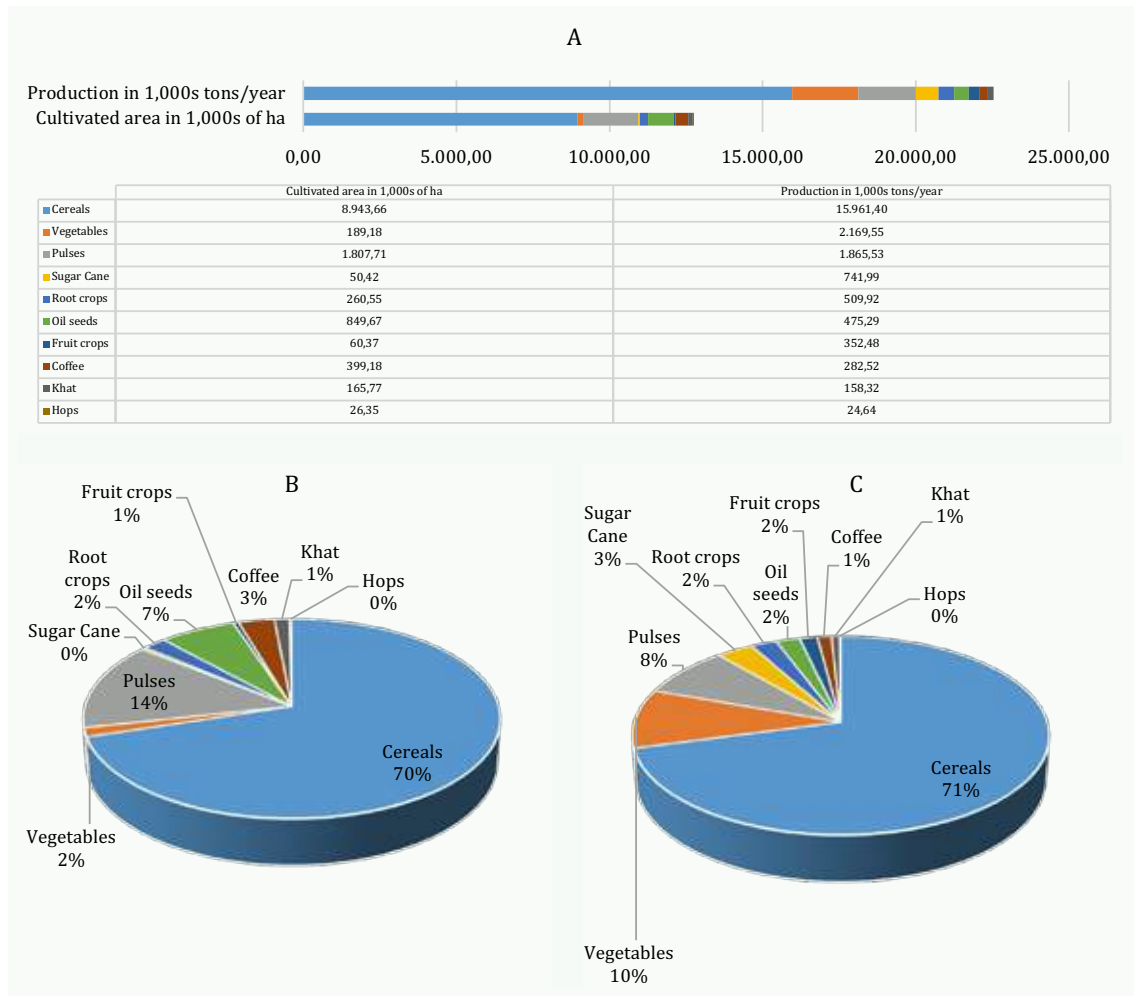 A
Production in 1,000s tons/year
Cultivated area in 1,000s of ha
0,00 5.000,00 10.000,00 15.000,00 20.000,00 25.000,00
Cultivated area in 1,000s of ha Production in 1,000s tons/year
Cereals 8.943,66 15.961,40
Vegetables 189,18 2.169,55
Pulses 1.807,71 1.865,53
Sugar Cane 50,42 741,99
Root crops 260,55 509,92
Oil seeds 849,67 475,29
Fruit crops 60,37 352,48
Coffee 399,18 282,52
Khat 165,77 158,32
Hops 26,35 24,64
B
Fruit crops
1%
Root
crops
2%
Oil seeds
7%
Coffee
3%
Khat
1%
Hops
0%
Sugar Cane
0%
Pulses
14%
Cereals
70%
Vegetables
2%
C
Sugar
Cane
3%
Root crops
2%
Fruit crops
2%
Oil
seeds
2%
Coffee
1%
Khat
1%
Hops
0%
Pulses
8%
Cereals
71%
Vegetables
10%